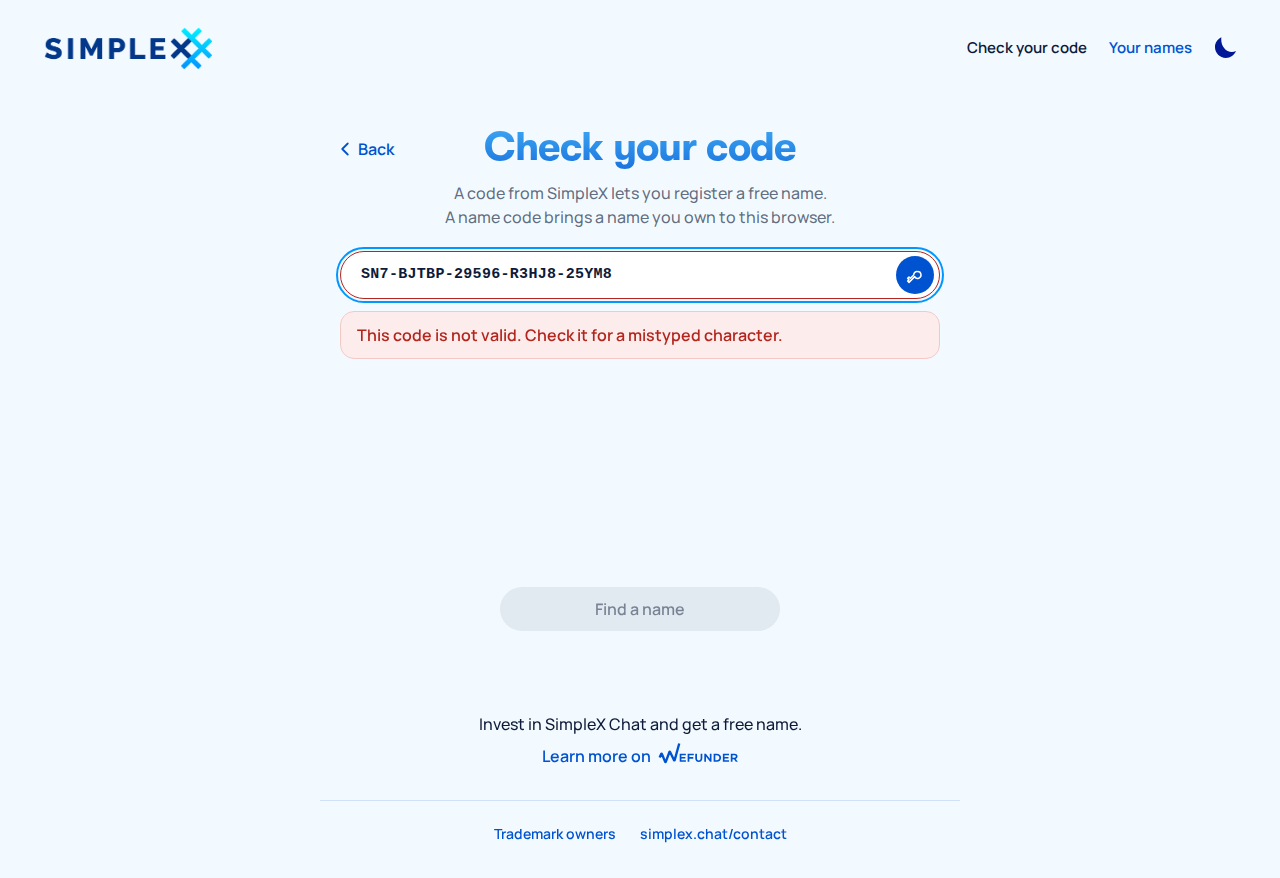 SIMPLEX
Check your code
Your names
Back
Check your code
A code from SimpleX lets you register a free name.
A name code brings a name you own to this browser.
SN7-BJTBP-29596-R3HJ8-25YM8
This code is not valid. Check it for a mistyped character.
Find a name
Invest in SimpleX Chat and get a free name.
Learn more on WEFUNDER
Trademark owners
simplex.chat/contact